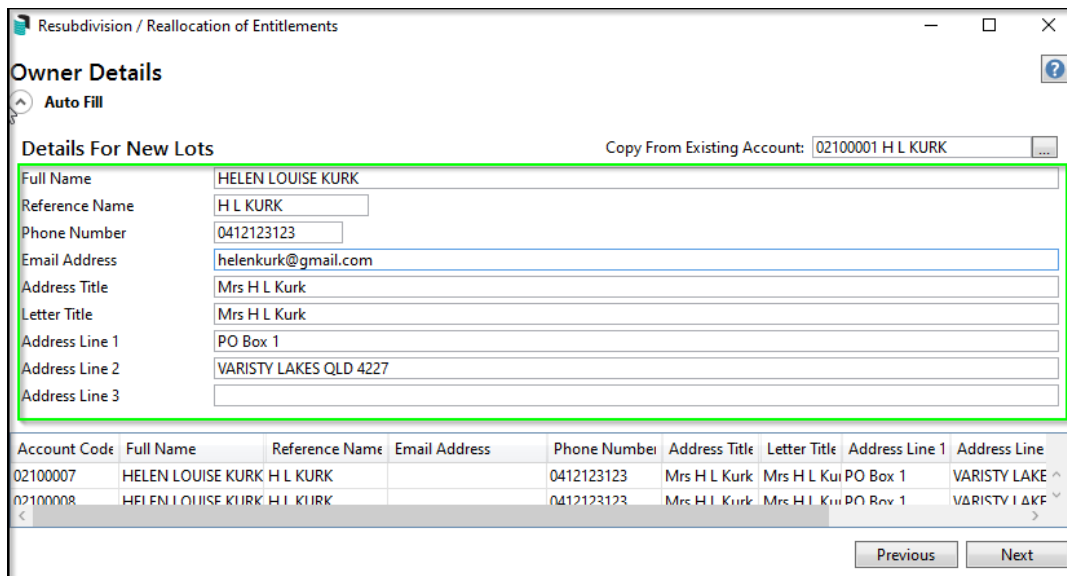 Resubdivision / Reallocation of Entitlements
Owner Details
?
Auto Fill
Details For New Lots Copy From Existing Account: 02100001 H L KURK ...
Full Name HELEN LOUISE KURK
Reference Name H L KURK
Phone Number 0412123123
Email Address helenkurk@gmail.com
Address Title Mrs H L Kurk
Letter Title Mrs H L Kurk
Address Line 1 PO Box 1
Address Line 2 VARISTY LAKES QLD 4227
Address Line 3
Account Code Full Name Reference Name Email Address Phone Number Address Title Letter Title Address Line 1 Address Line
02100007 HELEN LOUISE KURK H L KURK 0412123123 Mrs H L Kurk Mrs H L Ku PO Box 1 VARISTY LAKE
02100008 HELEN LOUISE KURK H L KURK 0412123123 Mrs H L Kurk Mrs H L Ku PO Box 1 VARISTY LAKE
Previous Next